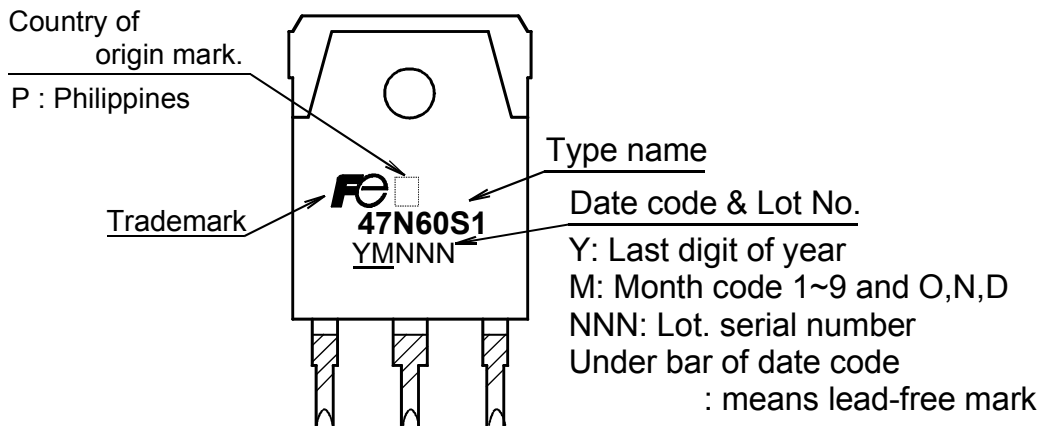 Country of
origin mark.
P : Philippines
Type name
Fe
Trademark
47N60S1
YMNNN
Date code & Lot No.
Y: Last digit of year
M: Month code 1~9 and O,N,D
NNN: Lot. serial number
Under bar of date code
: means lead-free mark